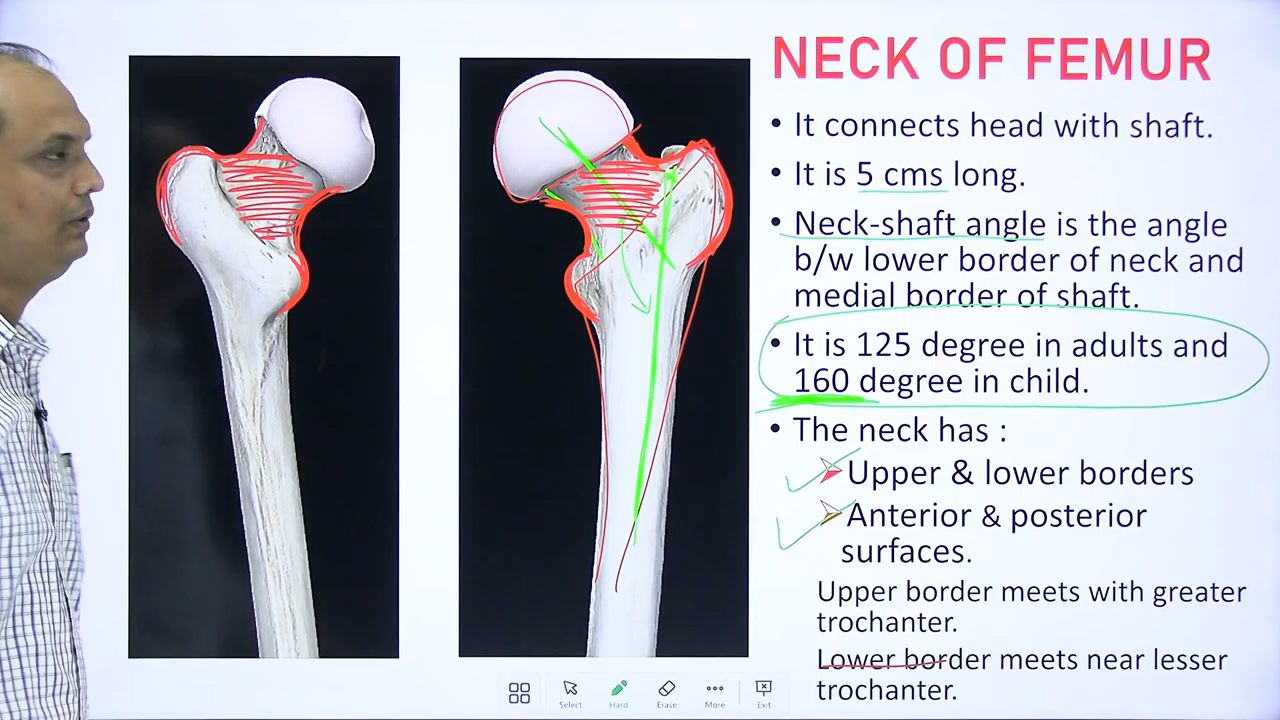 NECK OF FEMUR
• It connects head with shaft.
• It is 5 cms long.
• Neck-shaft angle is the angle
b/w lower border of neck and
medial border of shaft.
• It is 125 degree in adults and
160 degree in child.
• The neck has :
Upper & lower borders
Anterior & posterior
surfaces.
Upper border meets with greater
trochanter.
Lower border meets near lesser
trochanter.
Select
Hard
Erase
More
Exit